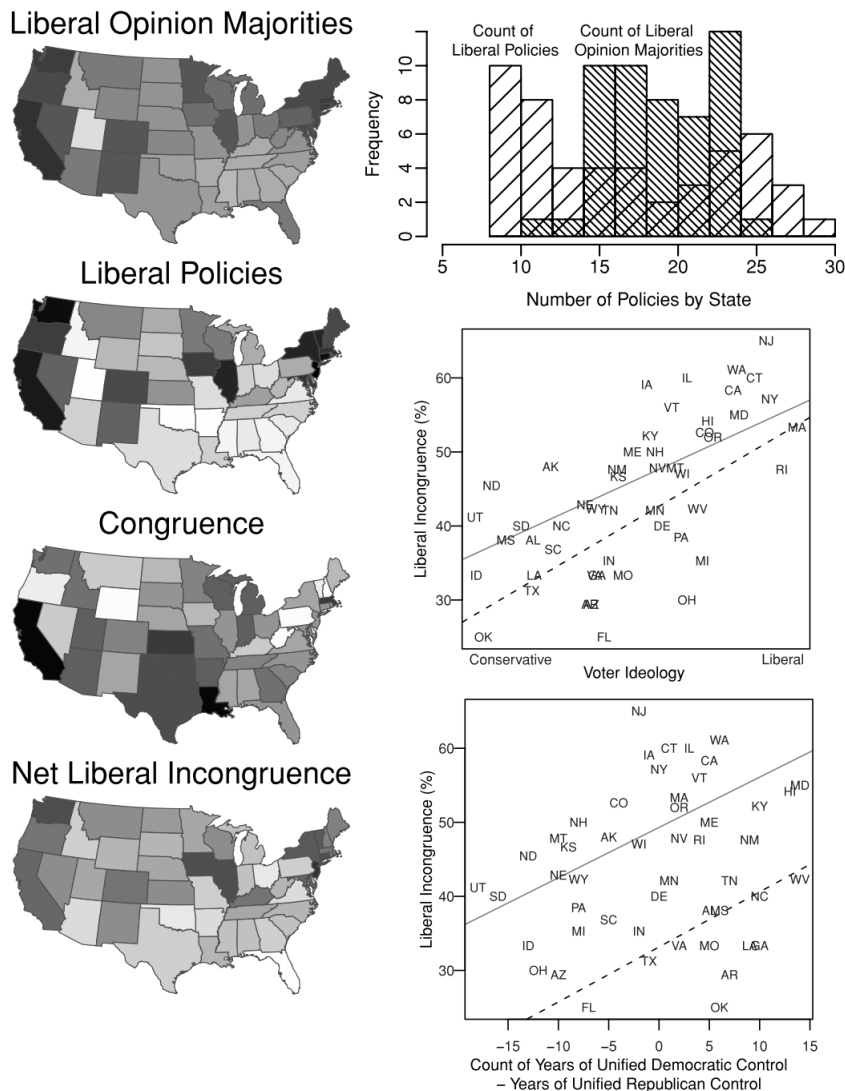 Liberal Opinion Majorities
Liberal Policies
Congruence
Net Liberal Incongruence
Count of
Liberal Policies
Count of Liberal
Opinion Majorities
Frequency
0
2
4
6
8
10
5
10
15
20
25
30
Number of Policies by State
Liberal Incongruence (%)
60
50
40
30
NJ
WA
IL
CT
IA
CA
NY
VT
MD
HI
MA
CO
OR
KY
ME
NH
AK
NM
KS
NV
MT
WI
RI
ND
NE
WY
TN
MN
WV
UT
SD
NC
DE
MS
AL
SC
PA
SC
IN
MI
ID
LA
GA
MO
TX
OH
OK
FL
Conservative
Liberal
Voter Ideology
Liberal Incongruence (%)
60
50
40
30
NJ
WA
CT
IL
IA
CA
NY
VT
MD
HI
MA
OR
CO
KY
NH
ME
MT
AK
KS
WI
NV
RI
NM
ND
NE
WY
MN
TN
WV
UT
SD
DE
NC
PA
AL
MS
SC
MI
IN
ID
VA
MO
LA
GA
TX
OH
AZ
AR
FL
OK
−15
−10
−5
0
5
10
15
Count of Years of Unified Democratic Control
− Years of Unified Republican Control